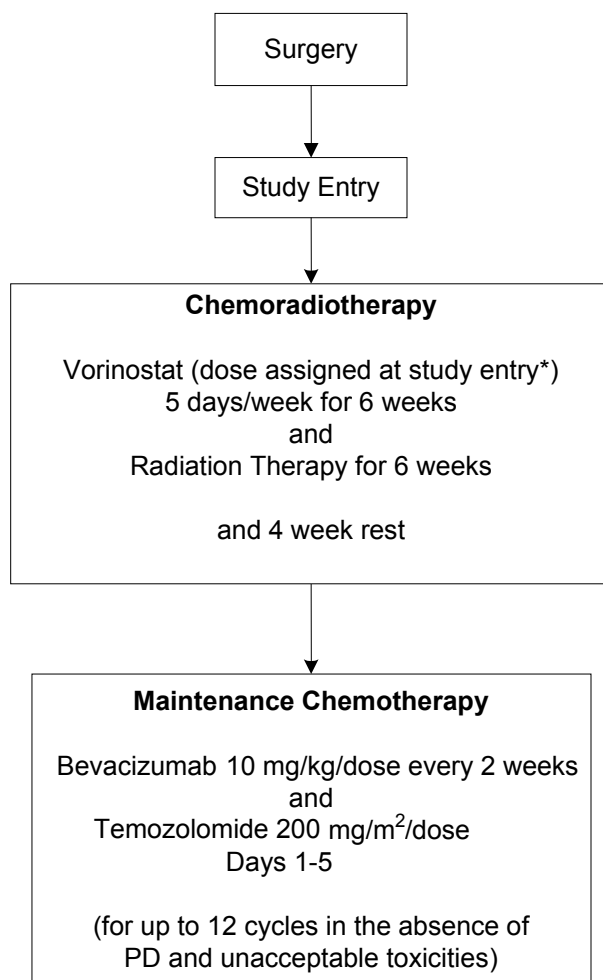 Surgery
Study Entry
Chemoradiotherapy
Vorinostat (dose assigned at study entry*)
5 days/week for 6 weeks
and
Radiation Therapy for 6 weeks
and 4 week rest
Maintenance Chemotherapy
Bevacizumab 10 mg/kg/dose every 2 weeks
and
Temozolomide 200 mg/m²/dose
Days 1-5
(for up to 12 cycles in the absence of
PD and unacceptable toxicities)